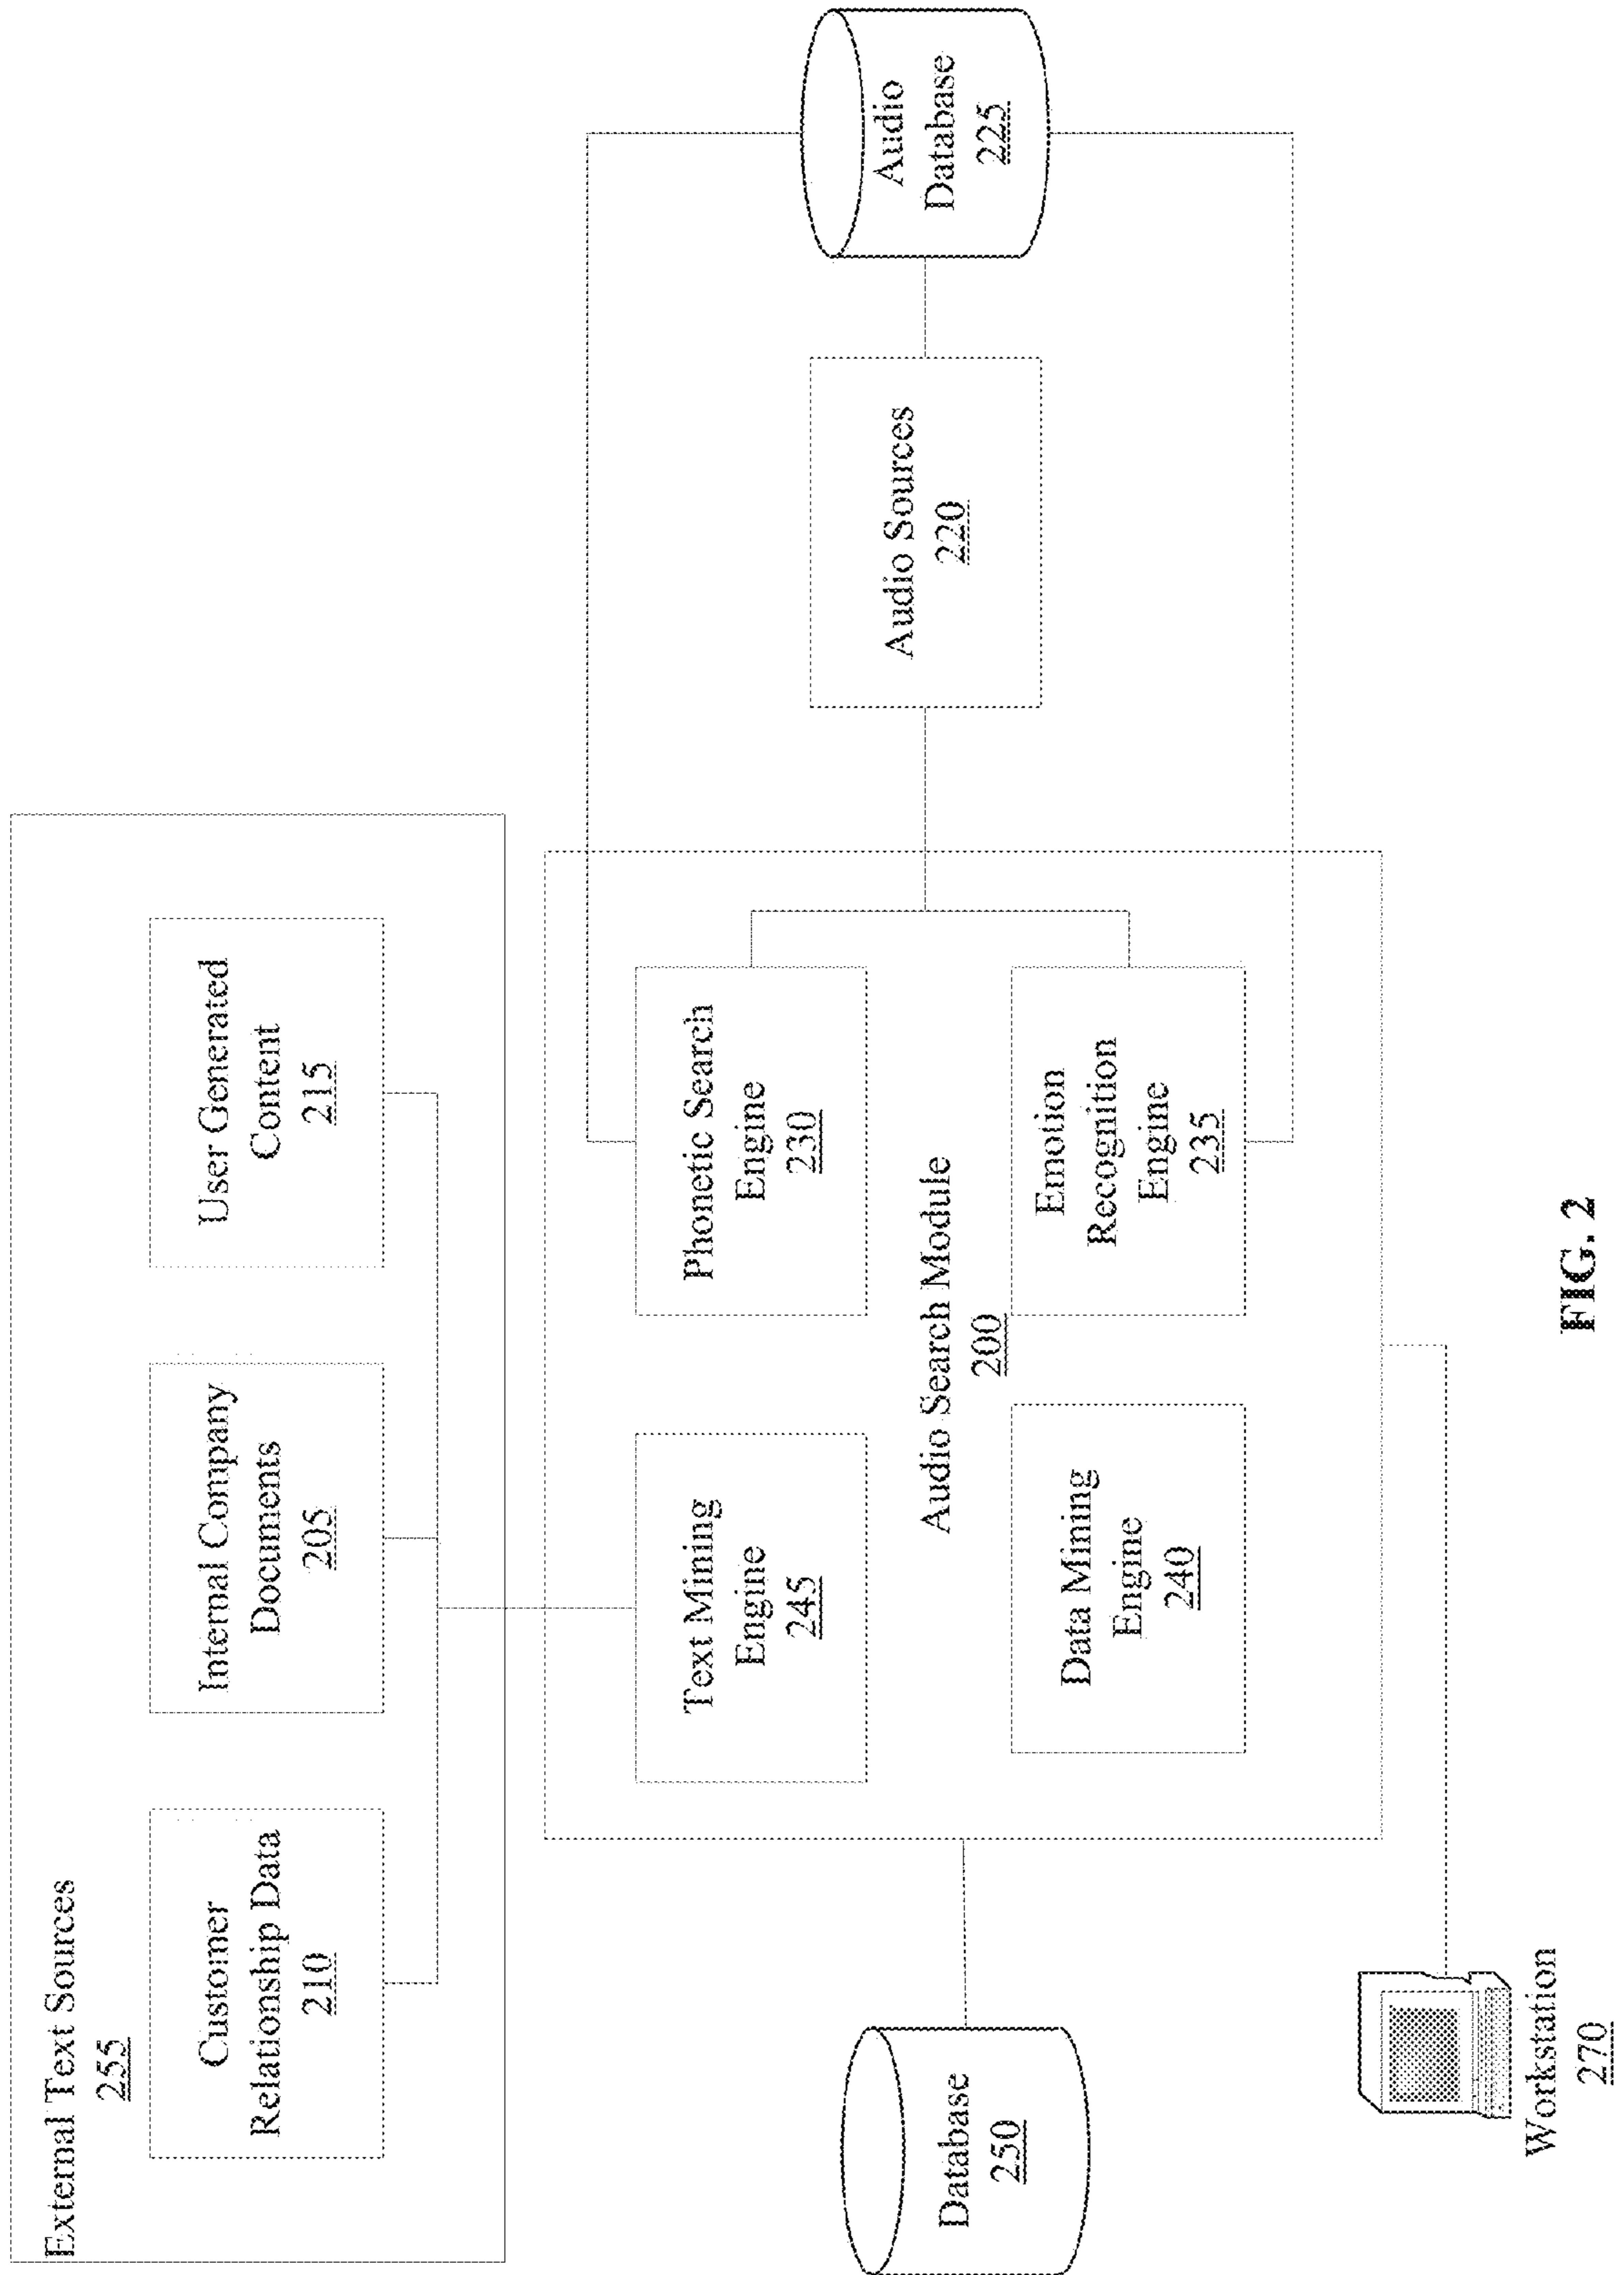 External Text Sources
255
Customer
Relationship Data
210
Internal Company
Documents
205
User Generated
Content
215
Text Mining
Engine
245
Phonetic Search
Engine
230
Audio Search Module
200
Data Mining
Engine
240
Emotion
Recognition
Engine
235
Audio Sources
220
Audio
Database
225
Database
250
Workstation
270
FIG. 2